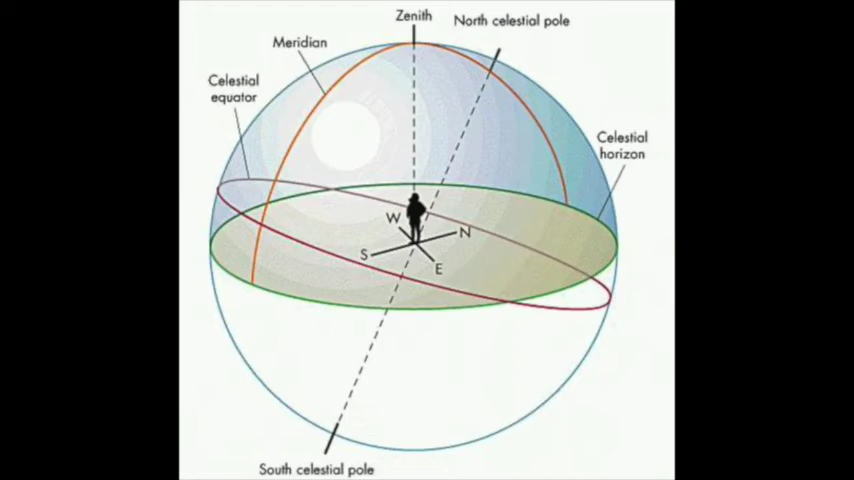 Zenith
North celestial pole
Meridian
Celestial
equator
Celestial
horizon
W
N
S
E
South celestial pole